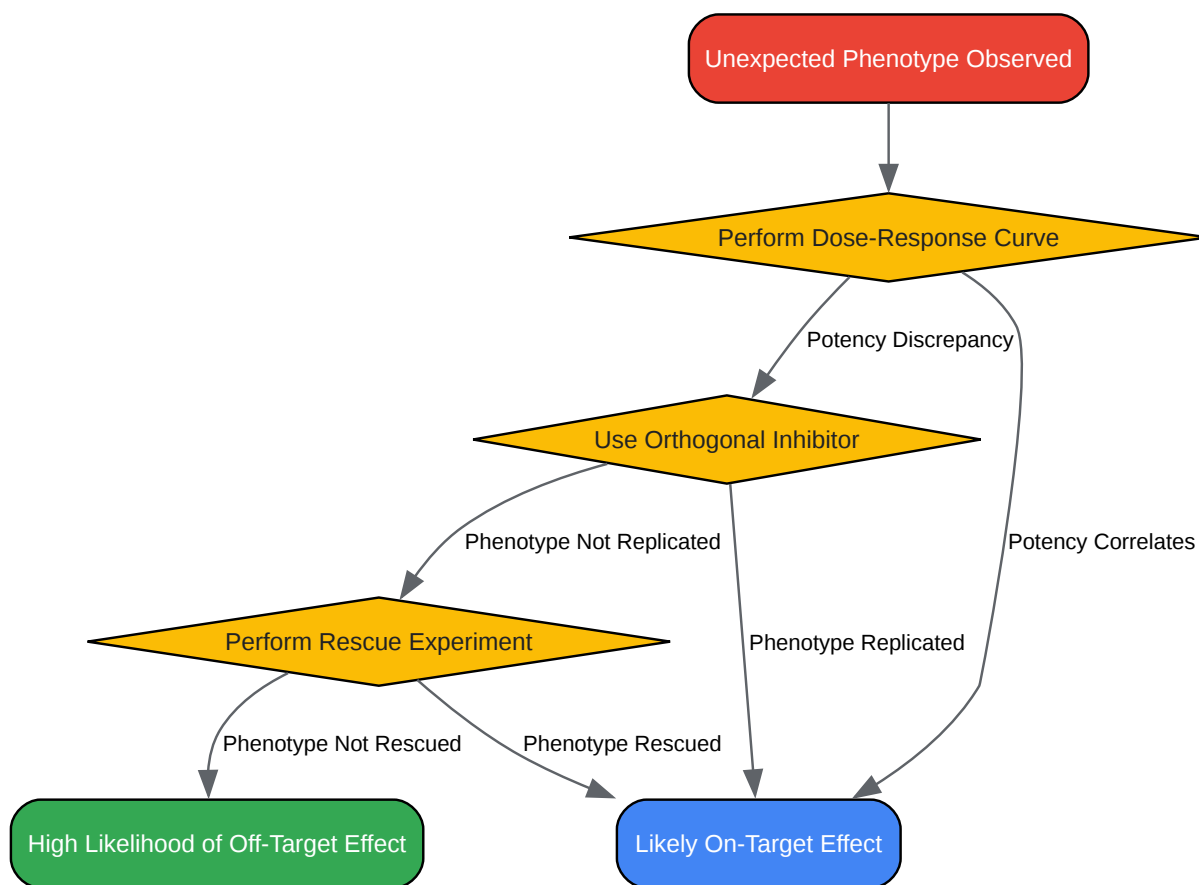 Unexpected Phenotype Observed
Perform Dose-Response Curve
Potency Discrepancy
Use Orthogonal Inhibitor
Phenotype Not Replicated
Potency Correlates
Perform Rescue Experiment
Phenotype Replicated
Phenotype Not Rescued
Phenotype Rescued
High Likelihood of Off-Target Effect
Likely On-Target Effect